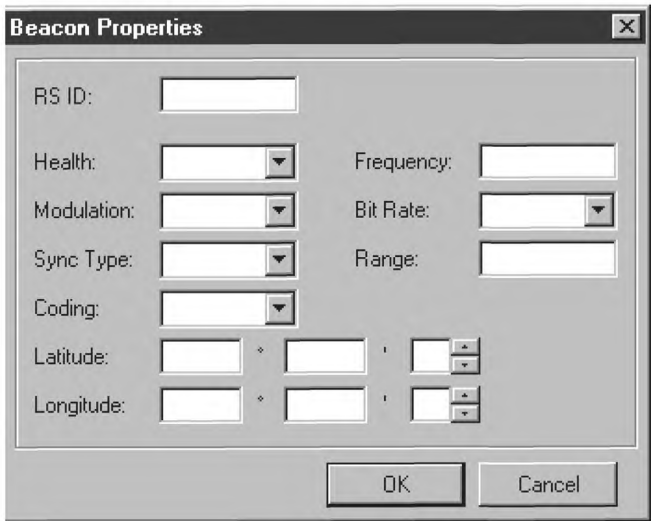 Beacon Properties
RS ID:
Health:
Frequency:
Modulation:
Bit Rate:
Sync Type:
Range:
Coding:
Latitude: ° '
Longitude: ° '
OK
Cancel